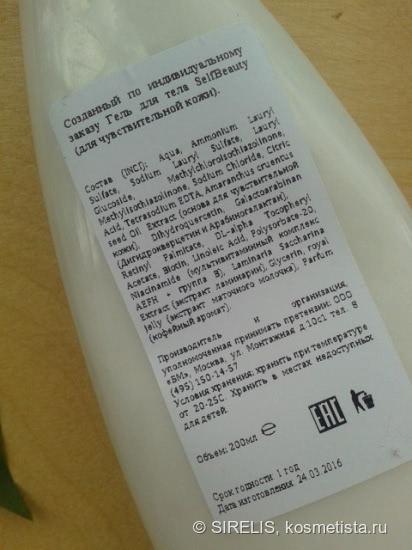 Созданный по индивидуальному
заказу Гель для тела SelfBeauty
(для чувствительной кожи).
Состав (INCI): Aqua, Ammonium Lauryl
Sulface, Sodium Lauryl Sulface, Lauryl
Glucoside, Methylchloroisothiazolinone,
Methylisothiazolinone, Sodium Chloride, Citric
Acid, Tetrasodium EDTA, Amaranthus cruentus
seed Oil Extract (основа для чувствительной
кожи), Dihydroquercetin, Galactoarabinan
(Дигидрокверцетин и Арабиногалактан),
Retinyl Palmitate, DL-alpha Tocopheryl
Acetate, Biotin, Linoleic Acid, Polysorbate-20,
Niacinamide (мультивитаминный комплекс
AEFH + группа B), Laminaria Saccharina
Extract (экстракт ламинарии), Glycerin, royal
Jelly (экстракт маточного молочка), Parfum
(кофейный аромат).
Производитель и организация,
уполномоченная принимать претензии: ООО
«БМ», Москва, ул. Монтажная д 10с1 тел. 8
(495) 150-14-57
Условия хранения: хранить при температуре
от 20-25С. Хранить в местах недоступных
для детей.
Объем: 200мл e
EAC
Срок годности 1 год
Дата изготовления 24.03.2016
© SIRELIS, kosmetista.ru